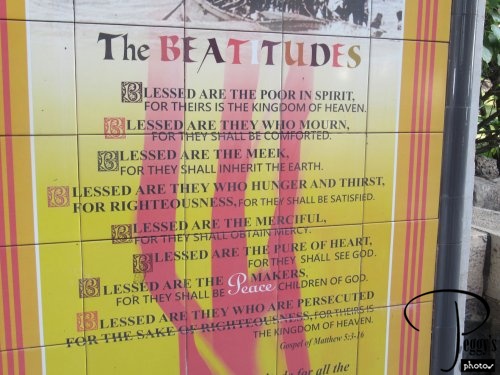 The BEATITUDES
BLESSED ARE THE POOR IN SPIRIT,
FOR THEIRS IS THE KINGDOM OF HEAVEN.
BLESSED ARE THEY WHO MOURN,
FOR THEY SHALL BE COMFORTED.
BLESSED ARE THE MEEK,
FOR THEY SHALL INHERIT THE EARTH.
BLESSED ARE THEY WHO HUNGER AND THIRST,
FOR RIGHTEOUSNESS, FOR THEY SHALL BE SATISFIED.
BLESSED ARE THE MERCIFUL,
FOR THEY SHALL OBTAIN MERCY.
BLESSED ARE THE PURE OF HEART,
FOR THEY SHALL SEE GOD.
BLESSED ARE THE Peace MAKERS,
FOR THEY SHALL BE CHILDREN OF GOD.
BLESSED ARE THEY WHO ARE PERSECUTED
FOR THE SAKE OF RIGHTEOUSNESS, FOR THEIRS IS
THE KINGDOM OF HEAVEN.
Gospel of Matthew 5:3-16
for all the
Peggy's
photos